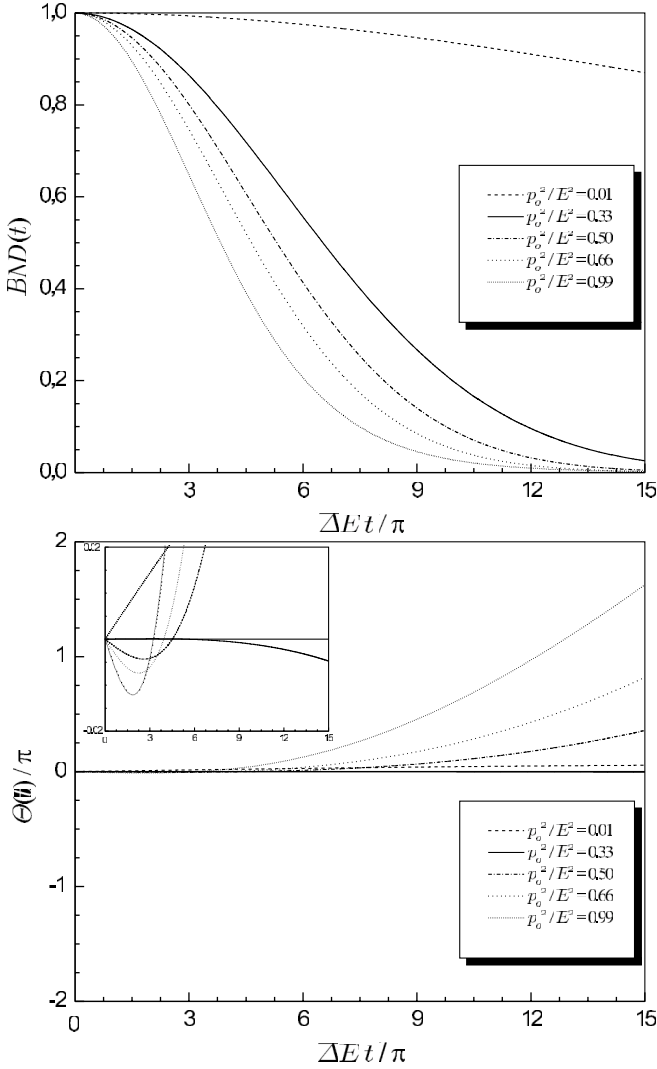 1,0
0,8
0,6
0,4
0,2
0,0
BND(t)
p_o^2/E^2=0.01
p_o^2/E^2=0.33
p_o^2/E^2=0.50
p_o^2/E^2=0.66
p_o^2/E^2=0.99
3 6 9 12 15
Δ̅E t/π
2
1
0
-1
-2
0.02
-0.02
0 3 6 9 12 15
p_o^2/E^2=0.01
p_o^2/E^2=0.33
p_o^2/E^2=0.50
p_o^2/E^2=0.66
p_o^2/E^2=0.99
0 3 6 9 12 15
Δ̅E t/π